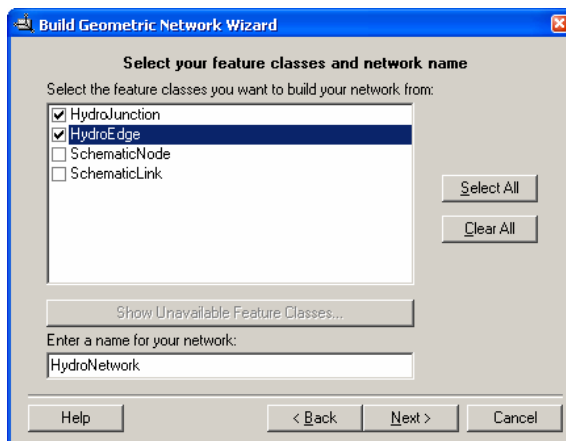 Build Geometric Network Wizard
Select your feature classes and network name
Select the feature classes you want to build your network from:
HydroJunction
HydroEdge
SchematicNode
SchematicLink
Select All
Clear All
Show Unavailable Feature Classes...
Enter a name for your network:
HydroNetwork
Help
< Back
Next >
Cancel